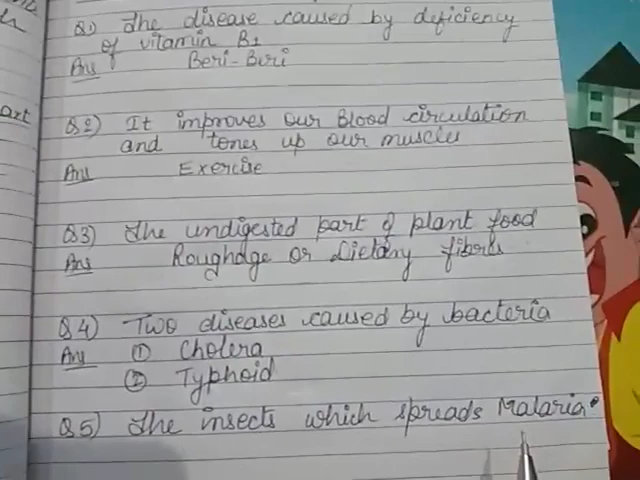 Q1) The disease caused by deficiency
of vitamin B1
Ans Beri-Beri
Q2) It improves our Blood circulation
and tones up our muscles
Ans Exercise
Q3) The undigested part of plant food
Ans Roughage or Dietary fibres
Q4) Two diseases caused by bacteria
Ans ① Cholera
② Typhoid
Q5) The insects which spreads Malaria